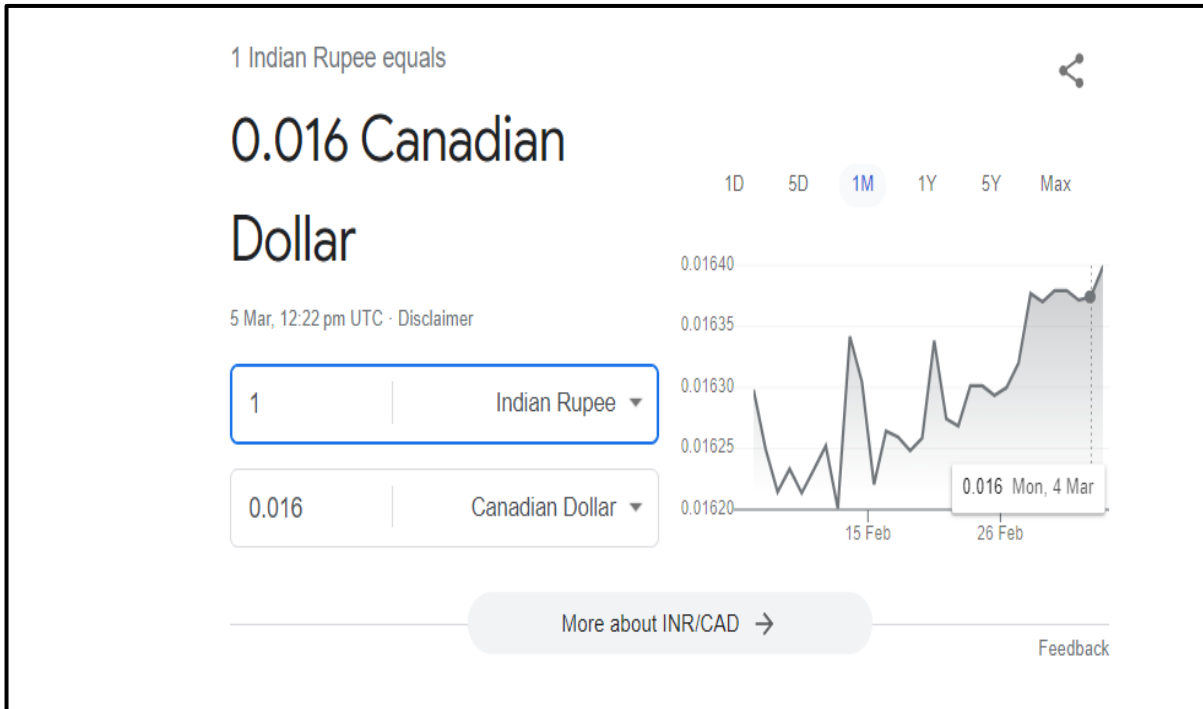 1 Indian Rupee equals
0.016 Canadian
Dollar
5 Mar, 12:22 pm UTC · Disclaimer
1 Indian Rupee
0.016 Canadian Dollar
1D 5D 1M 1Y 5Y Max
0.01640
0.01635
0.01630
0.01625
0.01620
0.016 Mon, 4 Mar
15 Feb 26 Feb
More about INR/CAD
Feedback